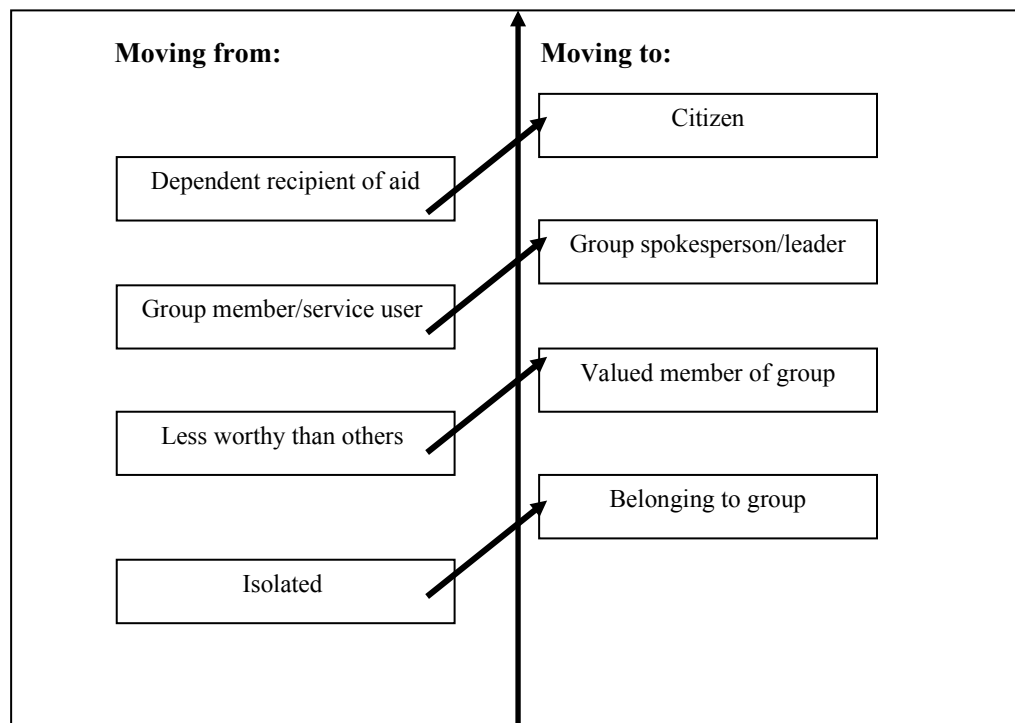 Moving from:
Moving to:
Citizen
Dependent recipient of aid
Group spokesperson/leader
Group member/service user
Valued member of group
Less worthy than others
Belonging to group
Isolated